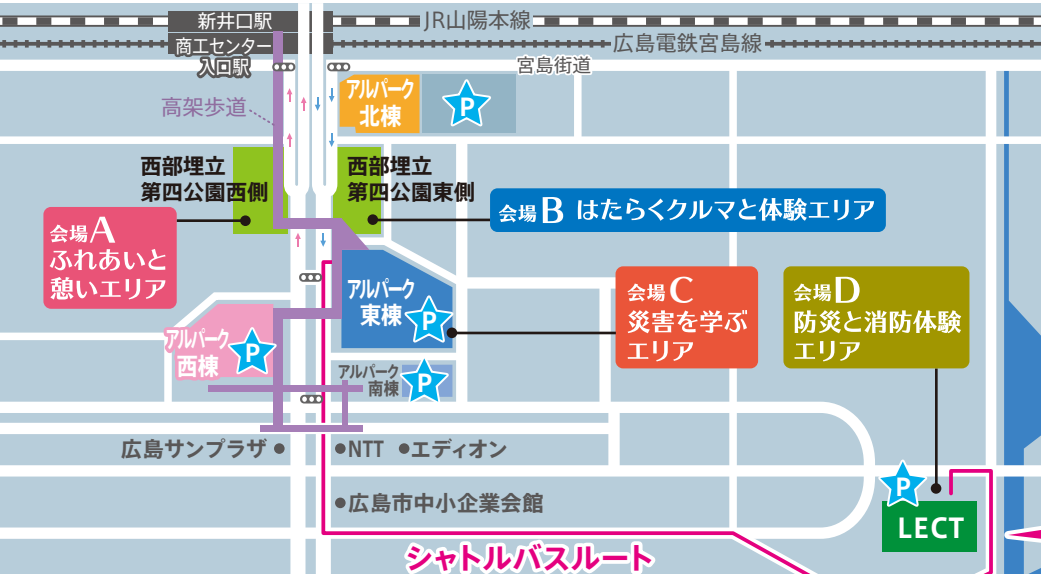 新井口駅
JR山陽本線
商工センター
入口駅
広島電鉄宮島線
宮島街道
アルパーク
北棟
P
高架歩道
西部埋立
第四公園西側
西部埋立
第四公園東側
会場A
ふれあいと
憩いエリア
会場B はたらくクルマと体験エリア
アルパーク
東棟
P
会場C
災害を学ぶ
エリア
会場D
防災と消防体験
エリア
アルパーク
西棟
P
アルパーク
南棟
P
広島サンプラザ
NTT
エディオン
広島市中小企業会館
P
LECT
シャトルバスルート